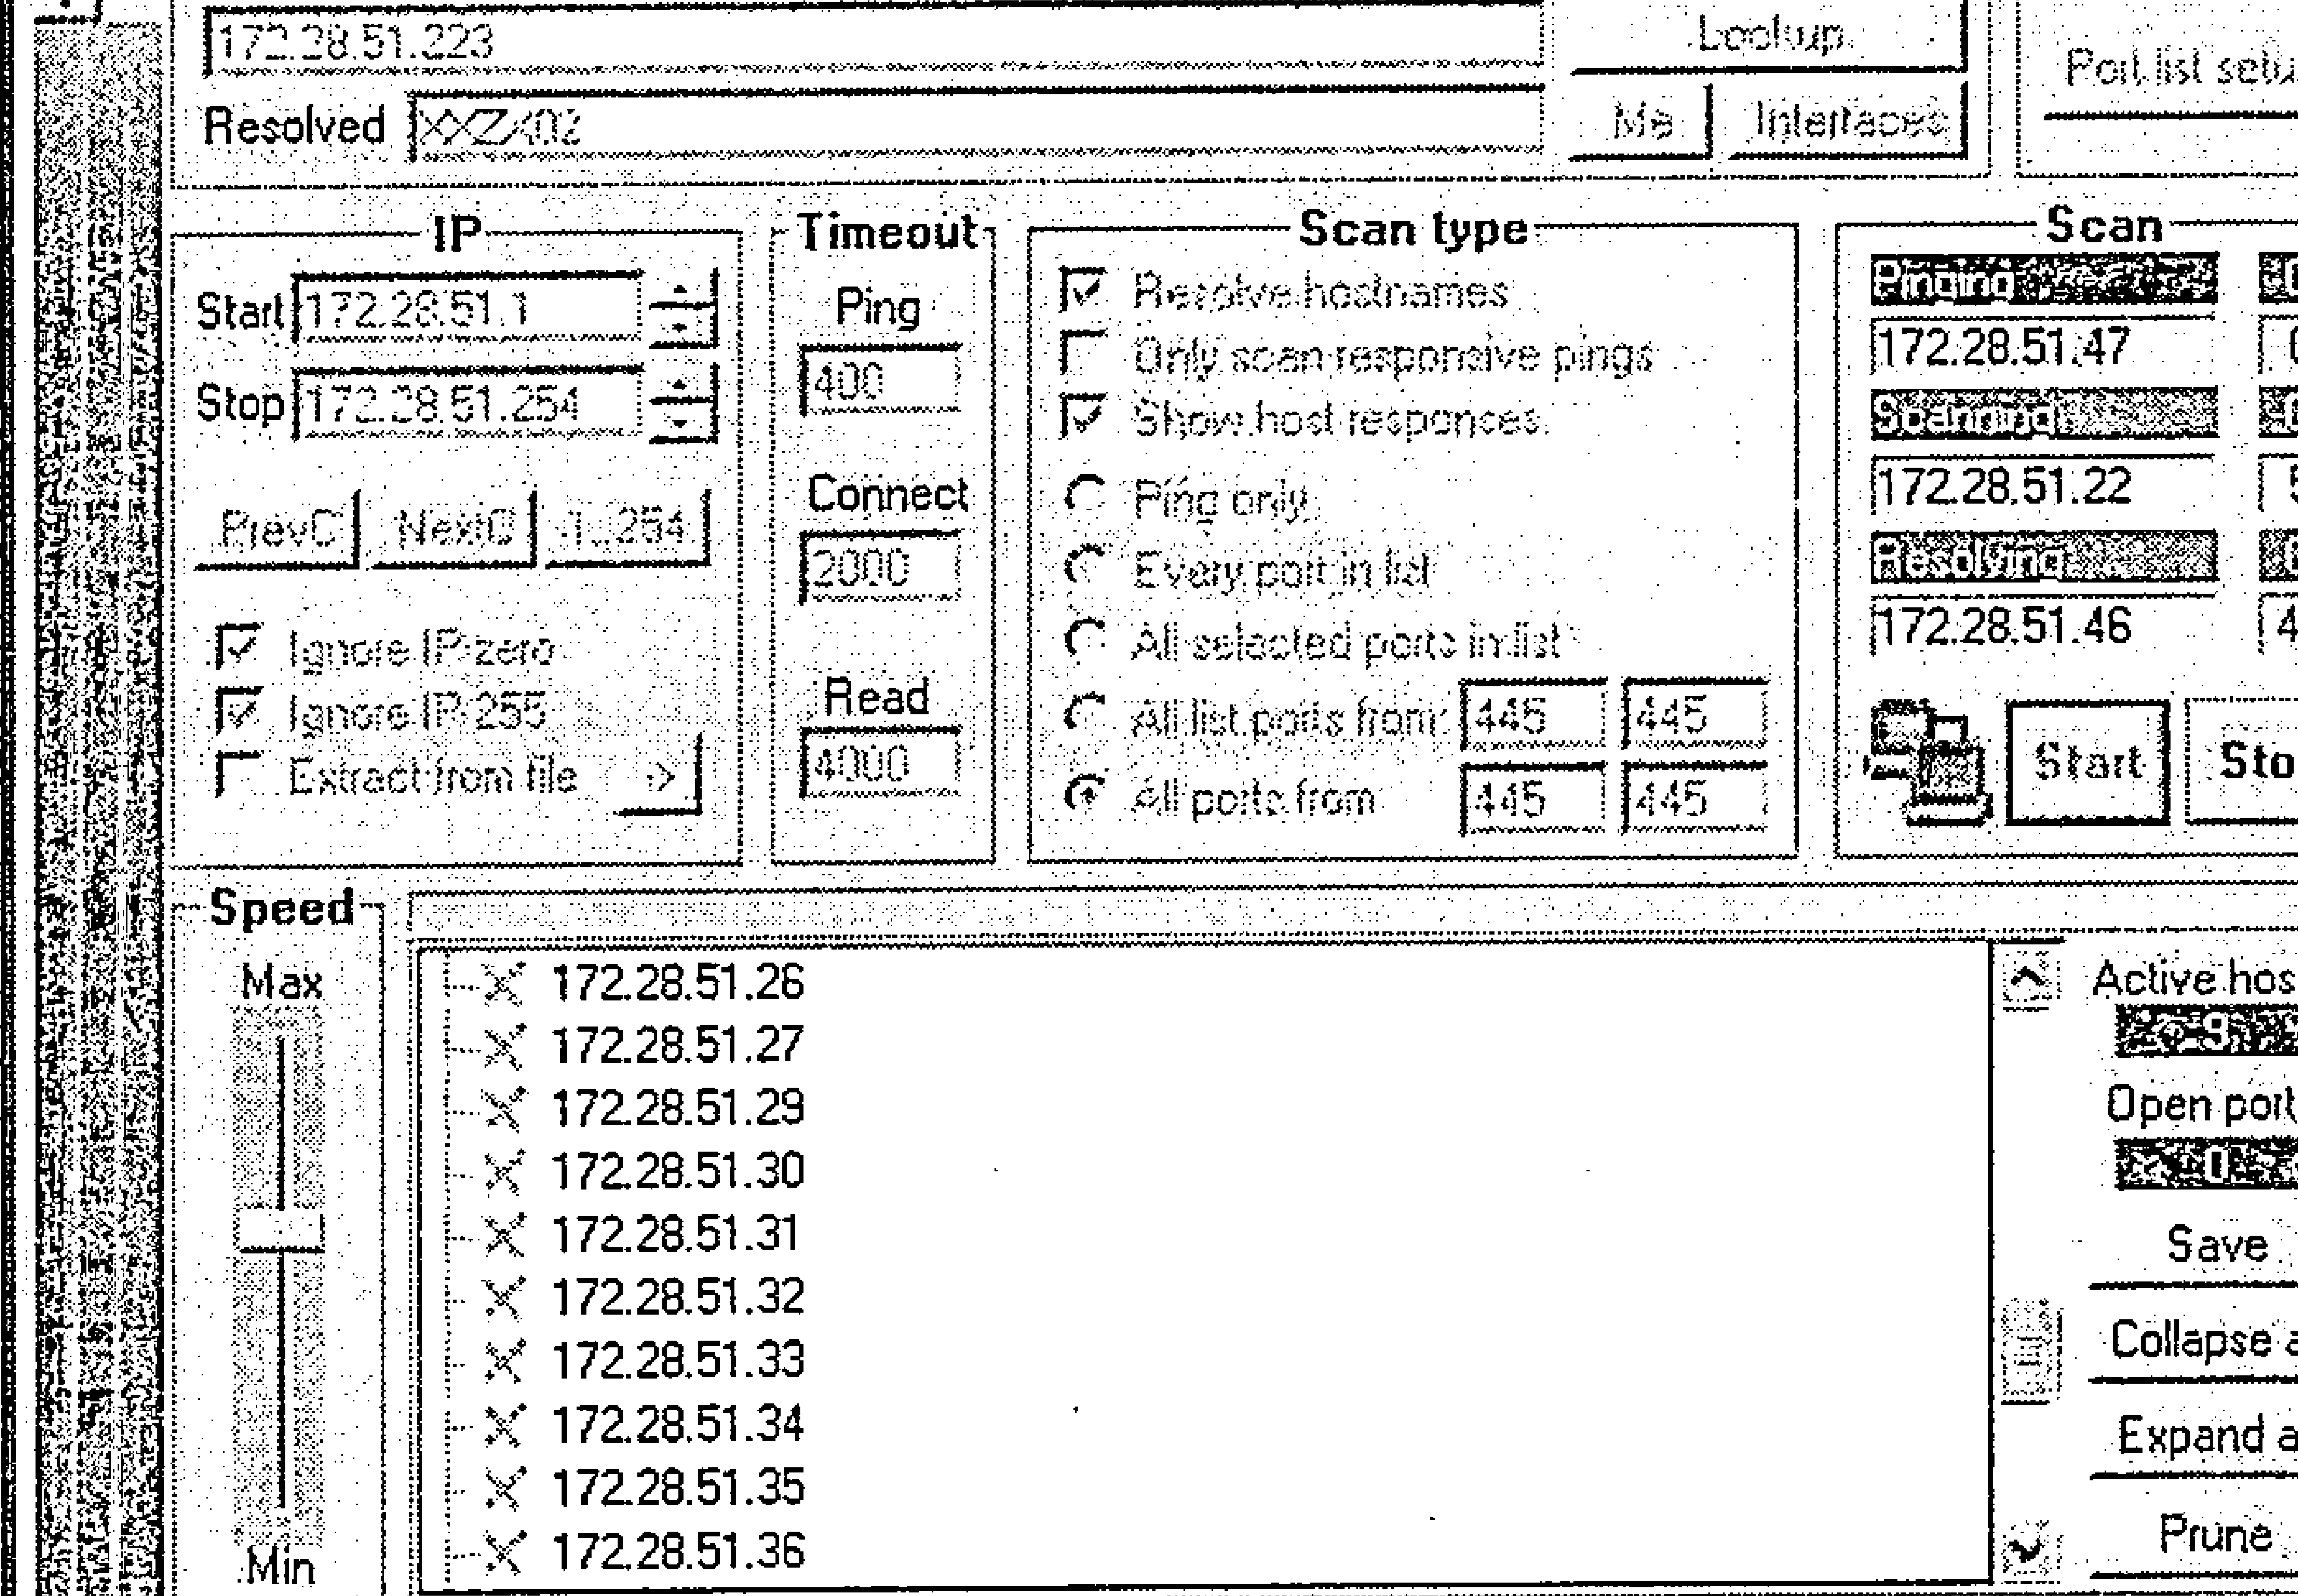 172.28.51.223
Lookup
Port list setu
Resolved XXZ402
Me
Interfaces
IP
Start 172.28.51.1
Stop 172.28.51.254
PrevC
NextC
1..254
Ignore IP zero
Ignore IP 255
Extract from file
->
Timeout
Ping
400
Connect
2000
Read
4000
Scan type
Resolve hostnames
Only scan responsive pings
Show host responses
Ping only
Every port in list
All selected ports in list
All list ports from 445 445
All ports from 445 445
Scan
Pinging
172.28.51.47
Scanning
172.28.51.22
Resolving
172.28.51.46
Start
Sto
Speed
Max
Min
172.28.51.26
172.28.51.27
172.28.51.29
172.28.51.30
172.28.51.31
172.28.51.32
172.28.51.33
172.28.51.34
172.28.51.35
172.28.51.36
Active hos
9
Open port
0
Save
Collapse a
Expand a
Prune